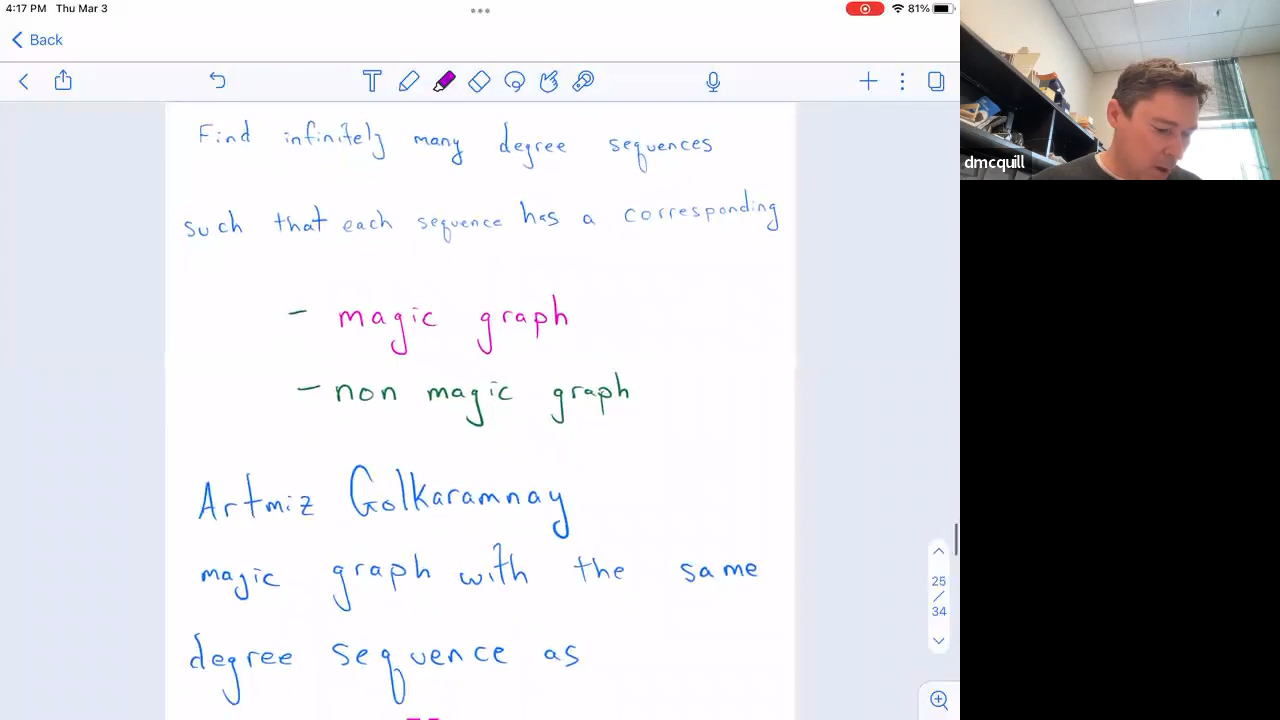 4:17 PM Thu Mar 3
81%
Back
T
dmcquill
Find infinitely many degree sequences
such that each sequence has a corresponding
- magic graph
- non magic graph
Artmiz Golkaramnay
magic graph with the same
degree sequence as
25
/
34